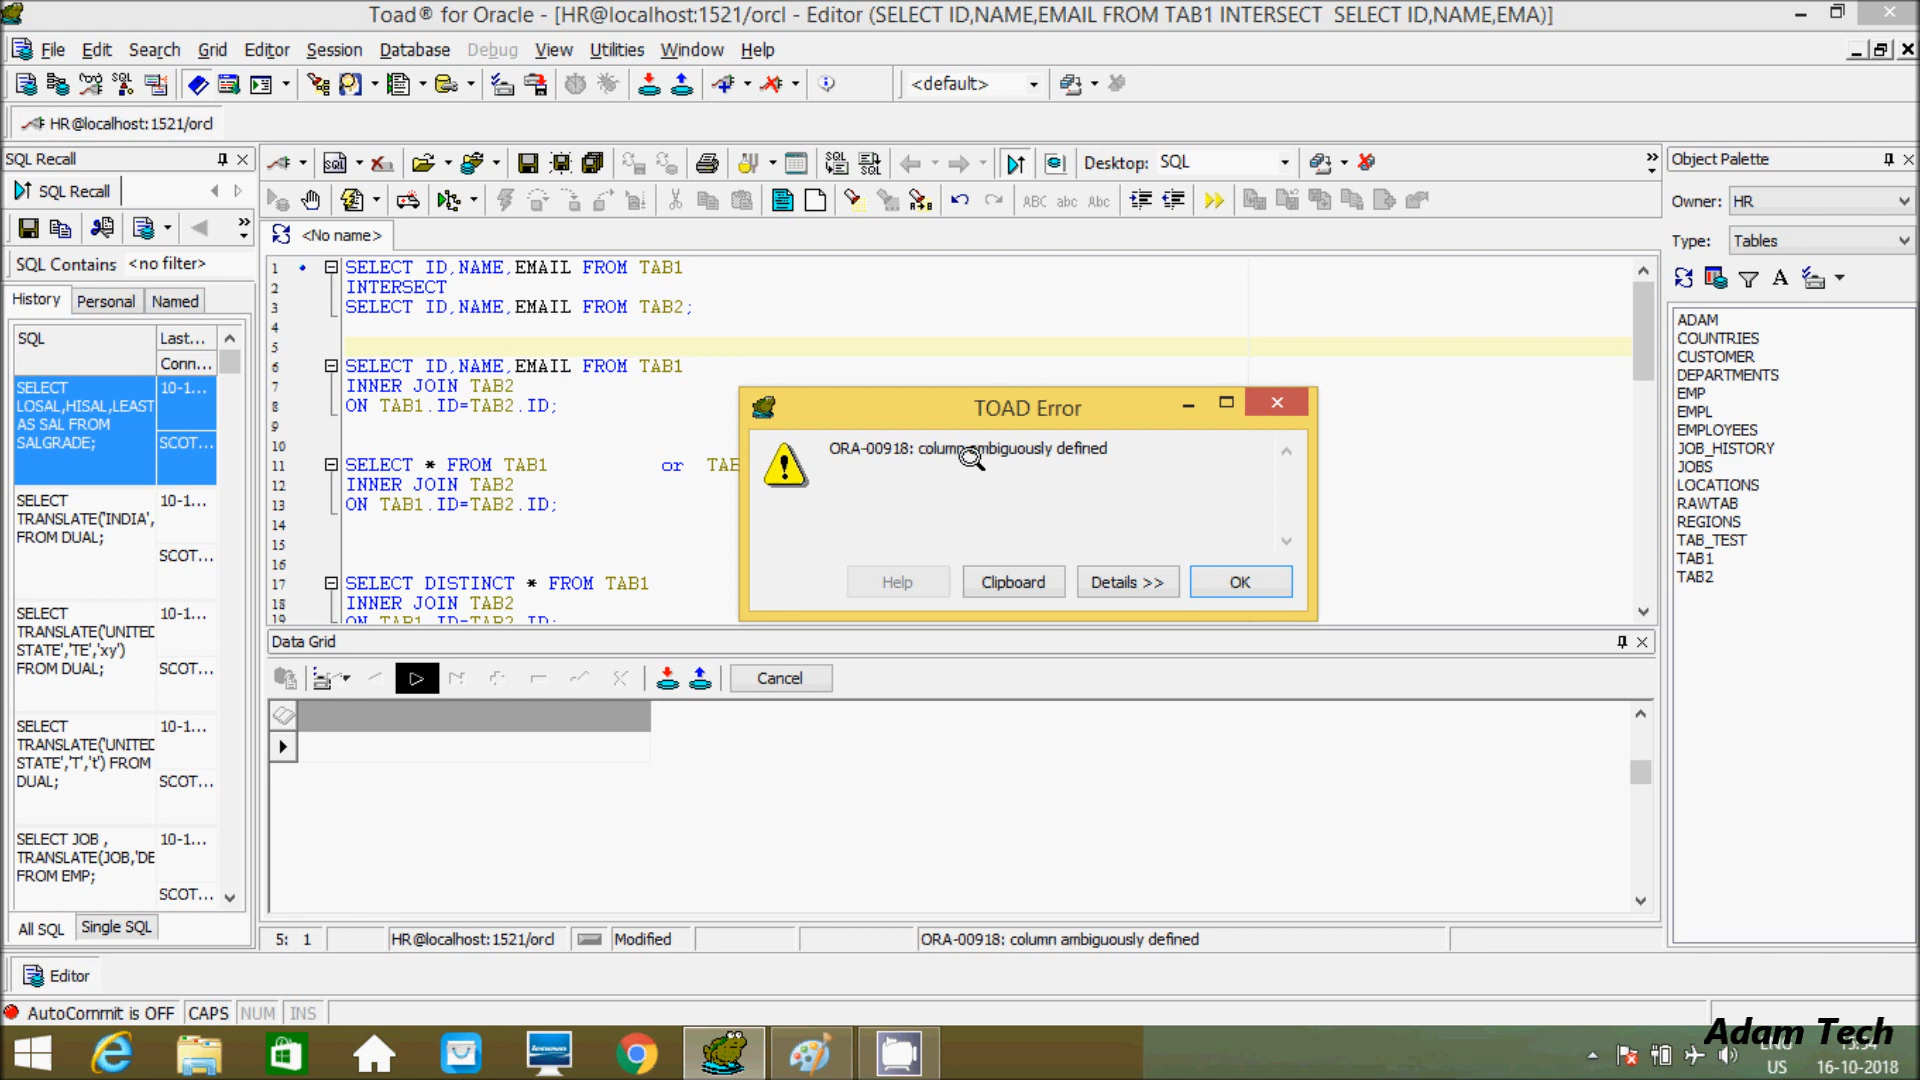 Toad® for Oracle - [HR@localhost:1521/orcl - Editor (SELECT ID,NAME,EMAIL FROM TAB1 INTERSECT  SELECT ID,NAME,EMA)]
File Edit Search Grid Editor Session Database Debug View Utilities Window Help
<default>
HR@localhost:1521/orcl
SQL Recall
SQL Recall
SQL Contains <no filter>
History Personal Named
SQL Last...
Conn...
SELECT 10-1...
LOSAL,HISAL,LEAST
AS SAL FROM
SALGRADE; SCOT...
SELECT 10-1...
TRANSLATE('INDIA',
FROM DUAL;
SCOT...
SELECT 10-1...
TRANSLATE('UNITED
STATE','TE','xy')
FROM DUAL; SCOT...
SELECT 10-1...
TRANSLATE('UNITED
STATE','T','t') FROM
DUAL; SCOT...
SELECT JOB , 10-1...
TRANSLATE(JOB,'DE
FROM EMP;
SCOT...
All SQL Single SQL
Desktop: SQL
ABC abc Abc
<No name>
1 SELECT ID,NAME,EMAIL FROM TAB1
2 INTERSECT
3 SELECT ID,NAME,EMAIL FROM TAB2;
4
5
6 SELECT ID,NAME,EMAIL FROM TAB1
7 INNER JOIN TAB2
8 ON TAB1.ID=TAB2.ID;
9
10
11 SELECT * FROM TAB1 or TAB
12 INNER JOIN TAB2
13 ON TAB1.ID=TAB2.ID;
14
15
16
17 SELECT DISTINCT * FROM TAB1
18 INNER JOIN TAB2
19 ON TAB1.ID=TAB2.ID;
TOAD Error
ORA-00918: column ambiguously defined
Help Clipboard Details >> OK
Data Grid
Cancel
5: 1 HR@localhost:1521/orcl Modified ORA-00918: column ambiguously defined
Object Palette
Owner: HR
Type: Tables
ADAM
COUNTRIES
CUSTOMER
DEPARTMENTS
EMP
EMPL
EMPLOYEES
JOB_HISTORY
JOBS
LOCATIONS
RAWTAB
REGIONS
TAB_TEST
TAB1
TAB2
Editor
AutoCommit is OFF CAPS NUM INS
Adam Tech
US 16-10-2018